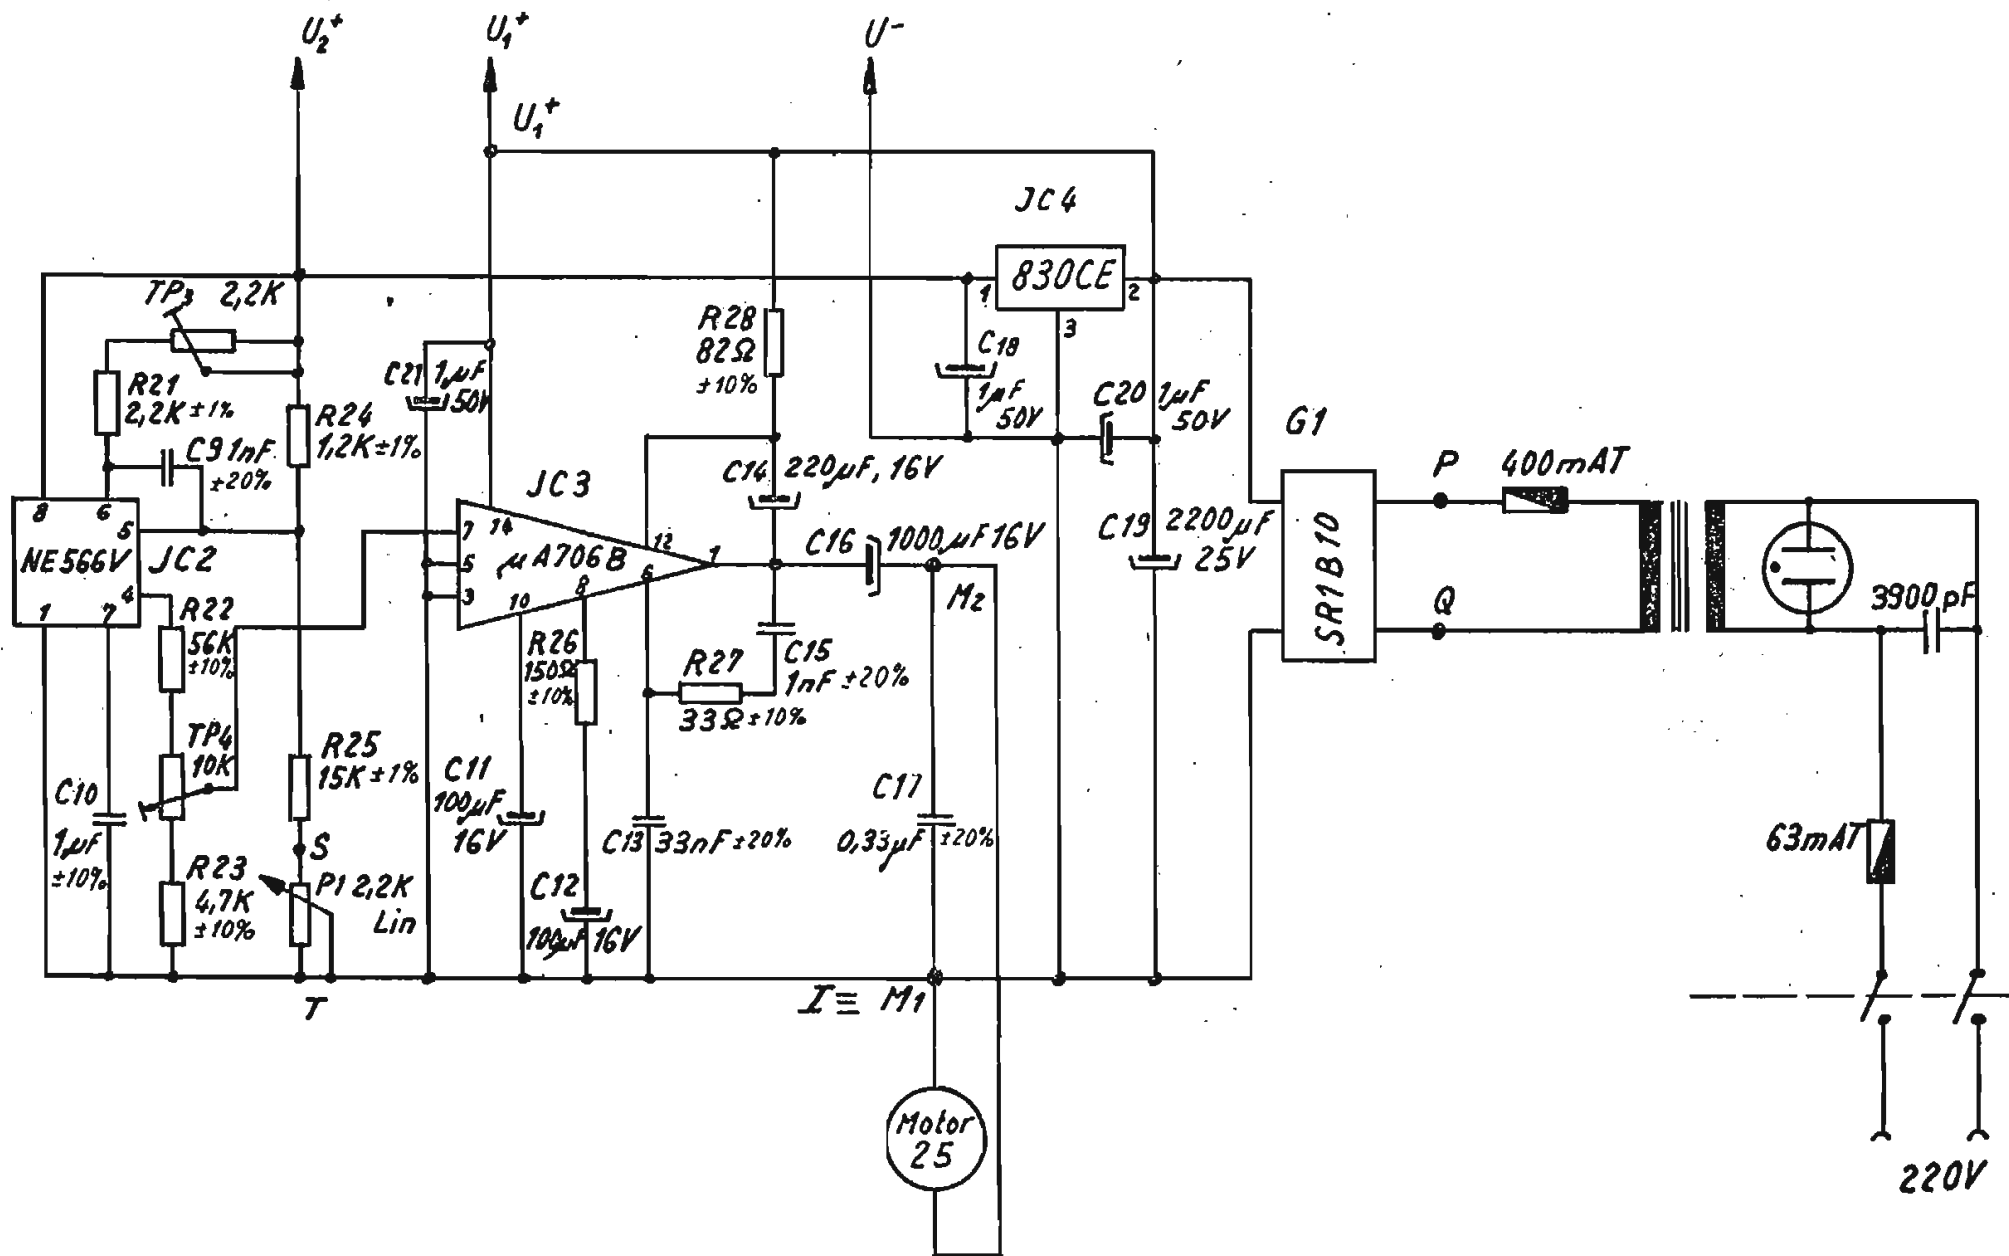 U₂⁺
U₁⁺
U⁻
U₁⁺
JC4
830CE
1
2
3
TP₃ 2,2K
R21
2,2K ±1%
C9 1nF
±20%
R24
1,2K ±1%
C21 1µF
50V
R28
82Ω
±10%
C18
1µF
50V
C20 1µF
50V
G1
SR1B10
P
400mAT
Q
3900pF
8
6
5
NE566V
JC2
4
1
7
R22
56K
±10%
TP4
10K
C10
1µF
±10%
R23
4,7K
±10%
R25
15K ±1%
S
P1 2,2K
Lin
T
JC3
14
7
5
3
µA706B
12
1
6
8
10
C14 220µF, 16V
C16 1000µF 16V
M₂
C19 2200µF
25V
R26
150Ω
±10%
R27
33Ω ±10%
C15
1nF ±20%
C11
100µF
16V
C12
100µF 16V
C13 33nF ±20%
C17
0,33µF ±20%
I ≡ M₁
Motor
25
63mAT
220V